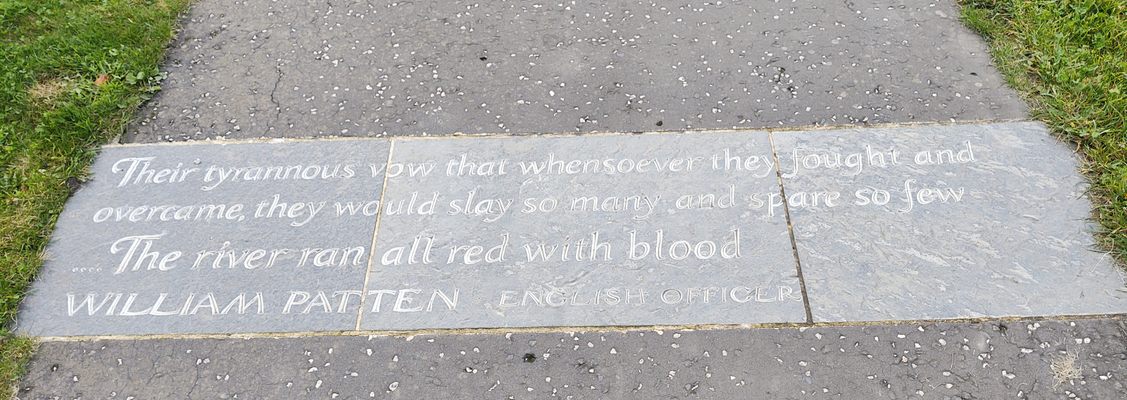 Their tyrannous vow that whensoever they fought and
overcame, they would slay so many and spare so few
.... The river ran all red with blood
WILLIAM PATTEN ENGLISH OFFICER